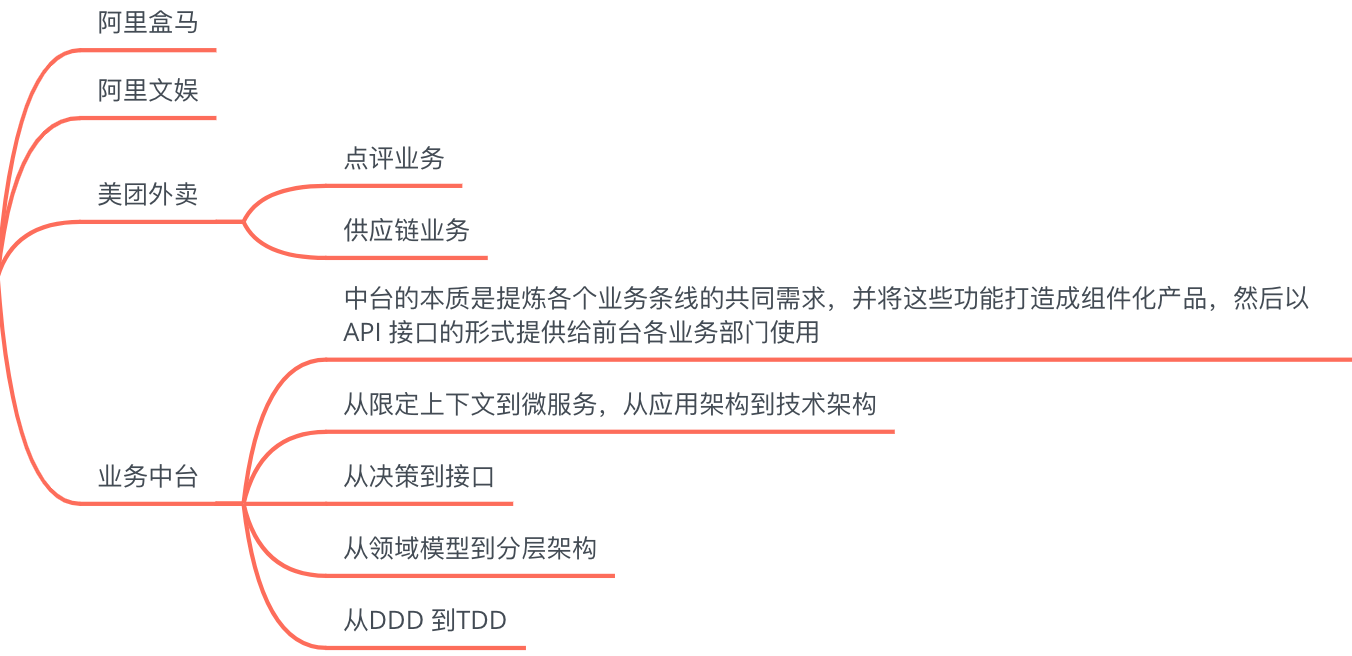 阿里盒马
阿里文娱
美团外卖
点评业务
供应链业务
业务中台
中台的本质是提炼各个业务条线的共同需求，并将这些功能打造成组件化产品，然后以
API 接口的形式提供给前台各业务部门使用
从限定上下文到微服务，从应用架构到技术架构
从决策到接口
从领域模型到分层架构
从DDD 到TDD